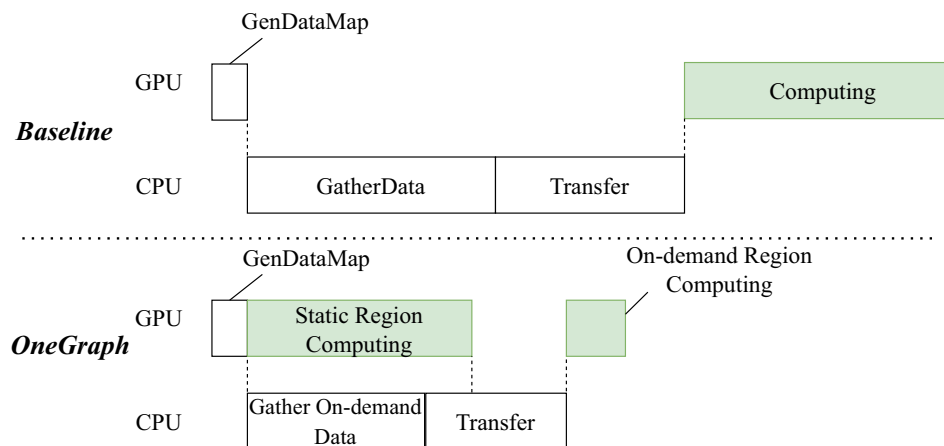 GenDataMap
GPU
Computing
Baseline
CPU
GatherData
Transfer
GenDataMap
On-demand Region
Computing
GPU
Static Region
Computing
OneGraph
CPU
Gather On-demand
Data
Transfer